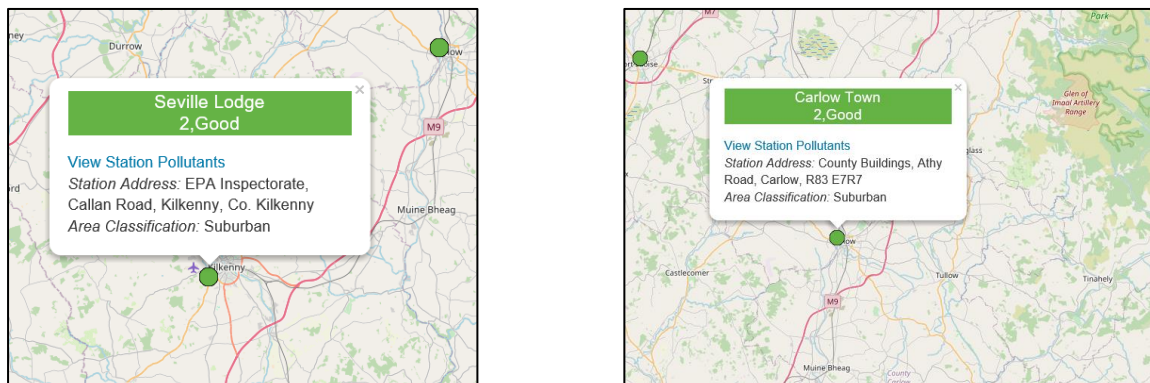 Durrow
Seville Lodge
2,Good
×
M9
View Station Pollutants
Station Address: EPA Inspectorate,
Callan Road, Kilkenny, Co. Kilkenny
Area Classification: Suburban
Muine Bheag
Kilkenny
M7
Park
Carlow Town
2,Good
×
Glen of
Imaal Artillery
Range
View Station Pollutants
Station Address: County Buildings, Athy
Road, Carlow, R83 E7R7
Area Classification: Suburban
Castlecomer
Tullow
Tinahely
M9
Muine Bheag
County
Carlow